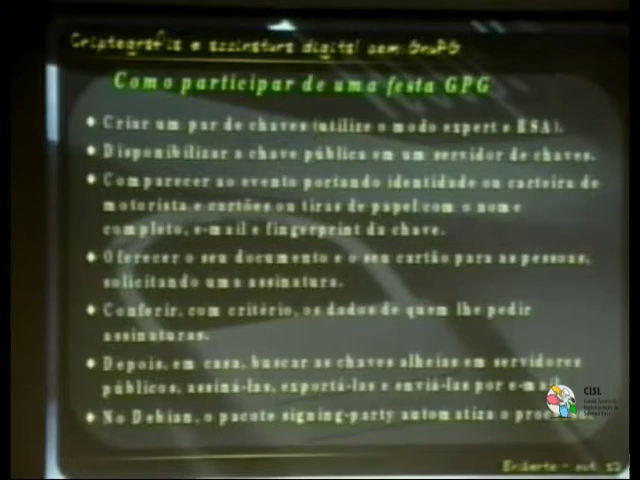 Criptografia e assinatura digital com GnuPG
Como participar de uma festa GPG
Criar um par de chaves (utilize o modo expert e RSA).
Disponibilizar a chave pública em um servidor de chaves.
Comparecer ao evento portando identidade ou carteira de
motorista e cartões ou tiras de papel com o nome
completo, e-mail e fingerprint da chave.
Oferecer o seu documento e o seu cartão para as pessoas,
solicitando uma assinatura.
Conferir, com critério, os dados de quem lhe pedir
assinaturas.
Depois, em casa, buscar as chaves alheias em servidores
públicos, assiná-las, exportá-las e enviá-las por e-mail
No Debian, o pacote signing-party automatiza o
CISL
Eriberto - out.